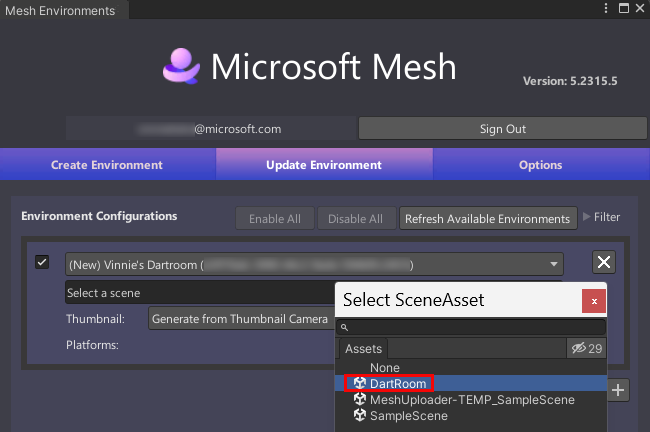 Mesh Environments
Microsoft Mesh
Version: 5.2315.5
@microsoft.com
Sign Out
Create Environment
Update Environment
Options
Environment Configurations
Enable All
Disable All
Refresh Available Environments
Filter
(New) Vinnie's Dartroom (
)
Select a scene
Thumbnail:
Generate from Thumbnail Camera
Platforms:
Select SceneAsset
x
Assets
29
None
DartRoom
MeshUploader-TEMP_SampleScene
SampleScene